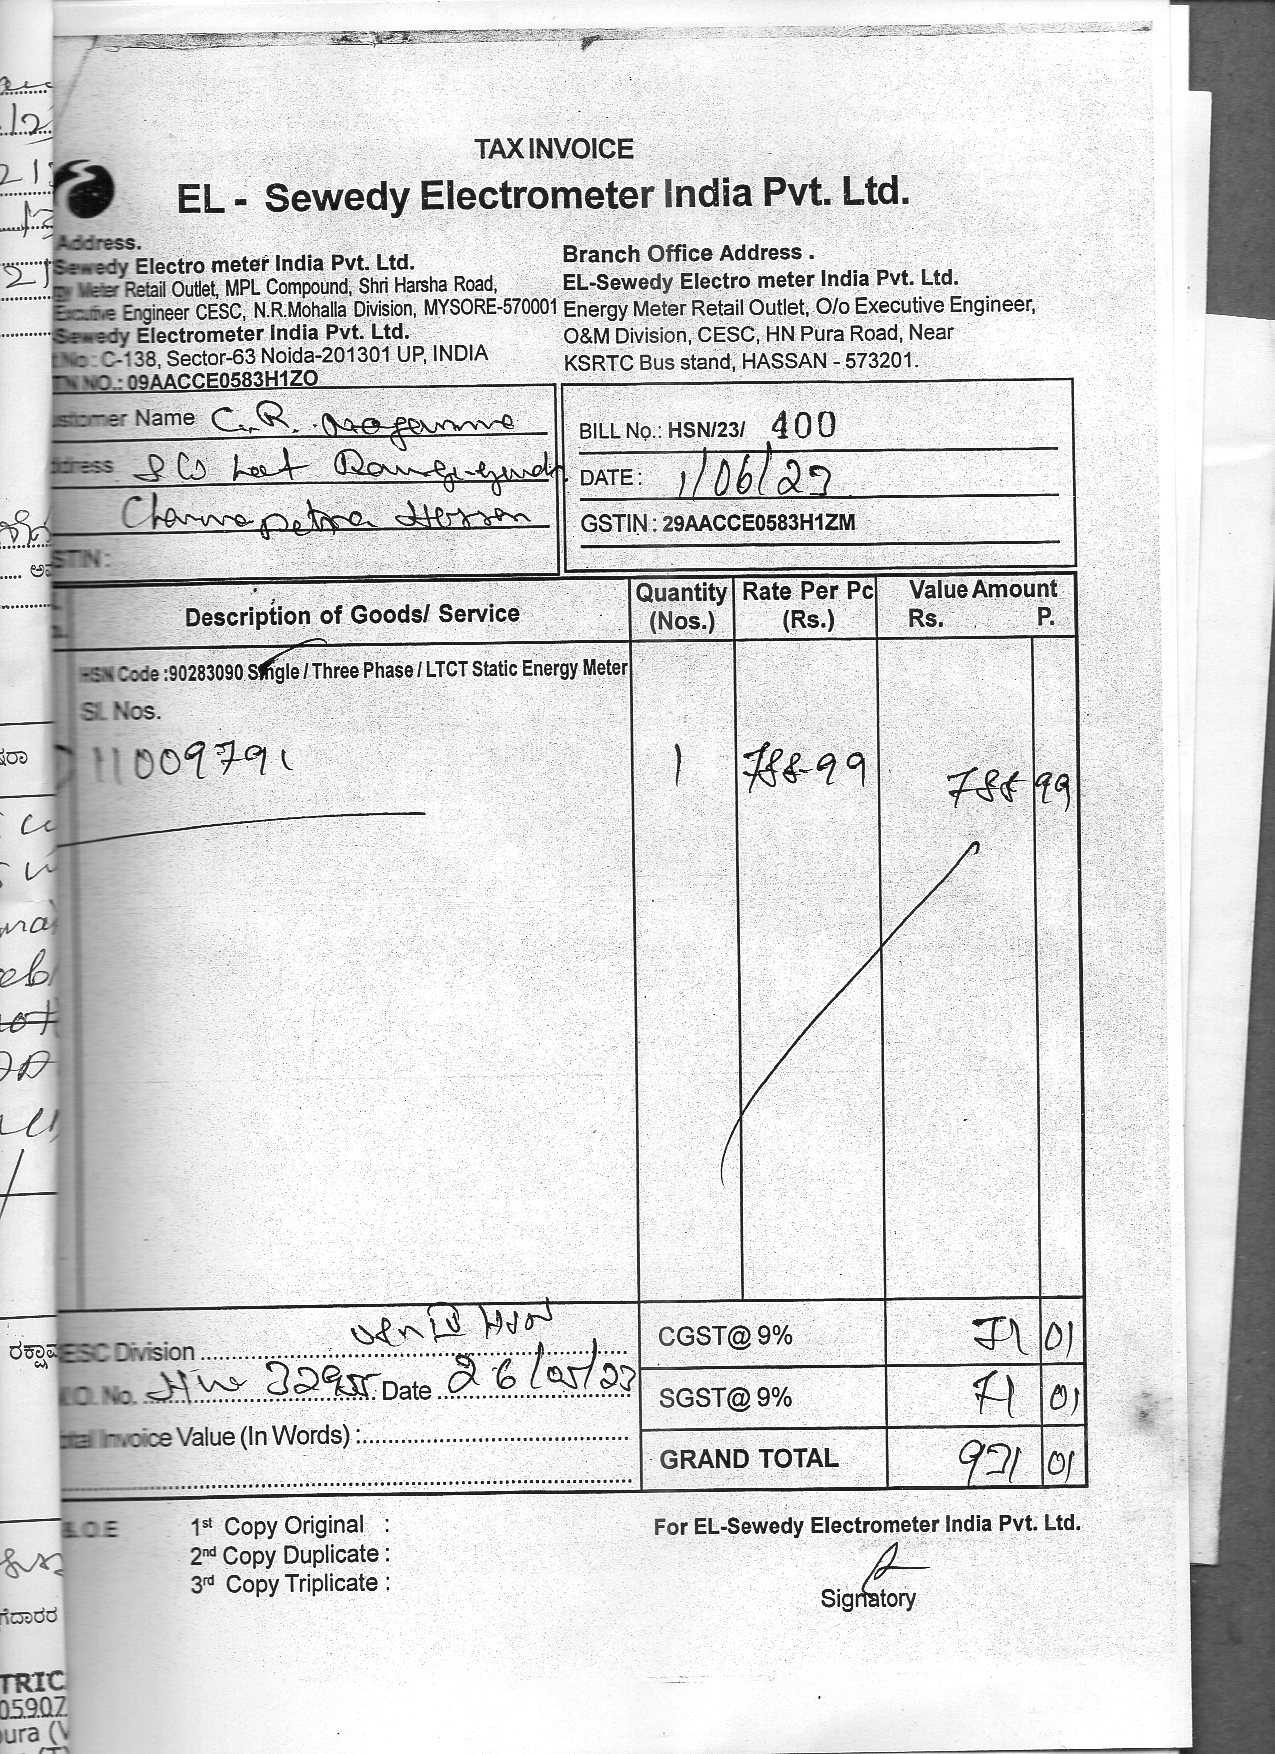 TAX INVOICE
EL - Sewedy Electrometer India Pvt. Ltd.
Address.
Sewedy Electro meter India Pvt. Ltd.
Meter Retail Outlet, MPL Compound, Shri Harsha Road,
Engineer CESC, N.R.Mohalla Division, MYSORE-570001
Sewedy Electrometer India Pvt. Ltd.
C-138, Sector-63 Noida-201301 UP, INDIA
NO.: 09AACCE0583H1ZO
Branch Office Address .
EL-Sewedy Electro meter India Pvt. Ltd.
Energy Meter Retail Outlet, O/o Executive Engineer,
O&M Division, CESC, HN Pura Road, Near
KSRTC Bus stand, HASSAN - 573201.
Name C.R.
Hassan
BILL No.: HSN/23/ 400
DATE : 1/06/23
GSTIN : 29AACCE0583H1ZM
Description of Goods/ Service
Quantity (Nos.)
Rate Per Pc (Rs.)
Value Amount
Rs. P.
HSN Code :90283090 Single / Three Phase / LTCT Static Energy Meter
Sl. Nos.
11009791 1 788-99 788 99
ESC Division
No. 3295 Date 26/05/23
Invoice Value (In Words) :
CGST@ 9% 71 01
SGST@ 9% 71 01
GRAND TOTAL 931 01
O.E
1st Copy Original :
2nd Copy Duplicate :
3rd Copy Triplicate :
For EL-Sewedy Electrometer India Pvt. Ltd.
Signatory
TRIC
05907